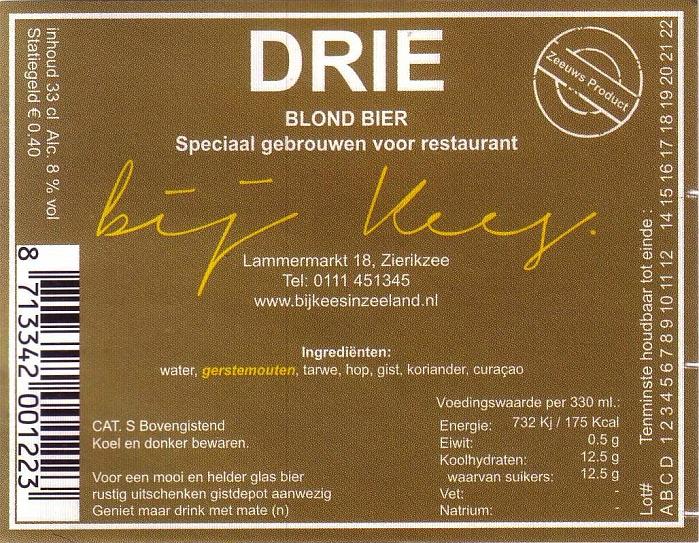 DRIE
BLOND BIER
Speciaal gebrouwen voor restaurant
bij Kees.
Lammermarkt 18, Zierikzee
Tel: 0111 451345
www.bijkeesinzeeland.nl
Zeeuws Product
inhoud 33 cl Alc. 8 % vol
Statiegeld € 0.40
8 713342 001223
Ingrediënten:
water, gerstemouten, tarwe, hop, gist, koriander, curaçao
CAT. S Bovengistend
Koel en donker bewaren.
Voor een mooi en helder glas bier
rustig uitschenken gistdepot aanwezig
Geniet maar drink met mate (n)
Voedingswaarde per 330 ml.:
Energie: 732 Kj / 175 Kcal
Eiwit: 0.5 g
Koolhydraten: 12.5 g
waarvan suikers: 12.5 g
Vet: -
Natrium: -
Lot# Tenminste houdbaar tot einde :
A B C D 1 2 3 4 5 6 7 8 9 10 11 12 14 15 16 17 18 19 20 21 22